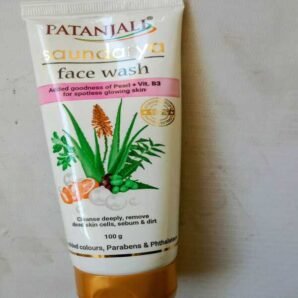 PATANJALI
saundarya
face wash
Added goodness of Pearl + Vit. B3
for spotless glowing skin
Cleanse deeply, remove
dead skin cells, sebum & dirt
100 g
colours, Parabens & Phthalates